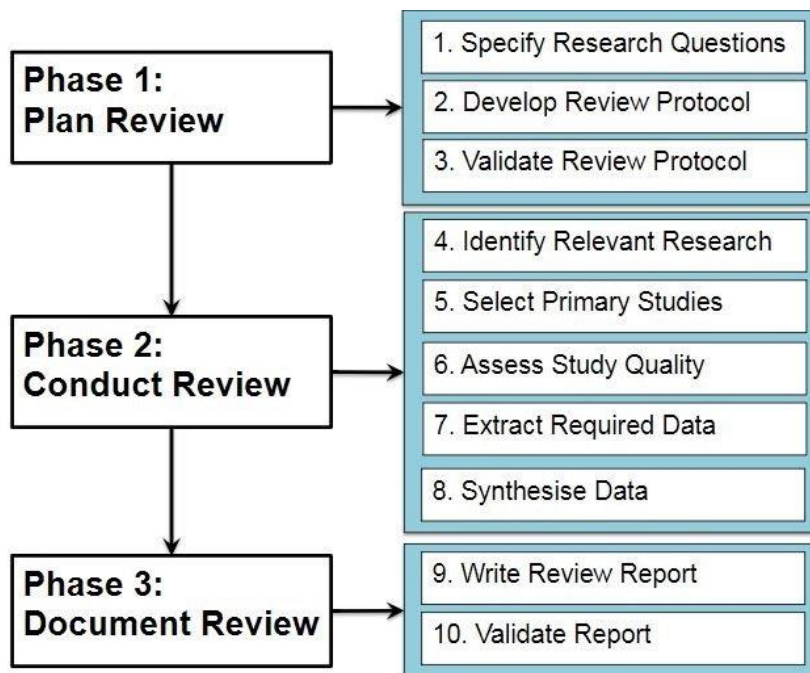 Phase 1:
Plan Review
1. Specify Research Questions
2. Develop Review Protocol
3. Validate Review Protocol
Phase 2:
Conduct Review
4. Identify Relevant Research
5. Select Primary Studies
6. Assess Study Quality
7. Extract Required Data
8. Synthesise Data
Phase 3:
Document Review
9. Write Review Report
10. Validate Report